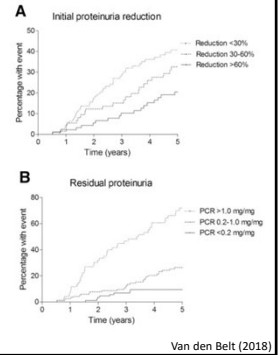 A
Initial proteinuria reduction
50
40
30
20
10
0
Percentage with event
0 1 2 3 4 5
Time (years)
Reduction <30%
Reduction 30-60%
Reduction >60%
B
Residual proteinuria
80
60
40
20
0
Percentage with event
0 1 2 3 4 5
Time (years)
PCR >1.0 mg/mg
PCR 0.2-1.0 mg/mg
PCR <0.2 mg/mg
Van den Belt (2018)